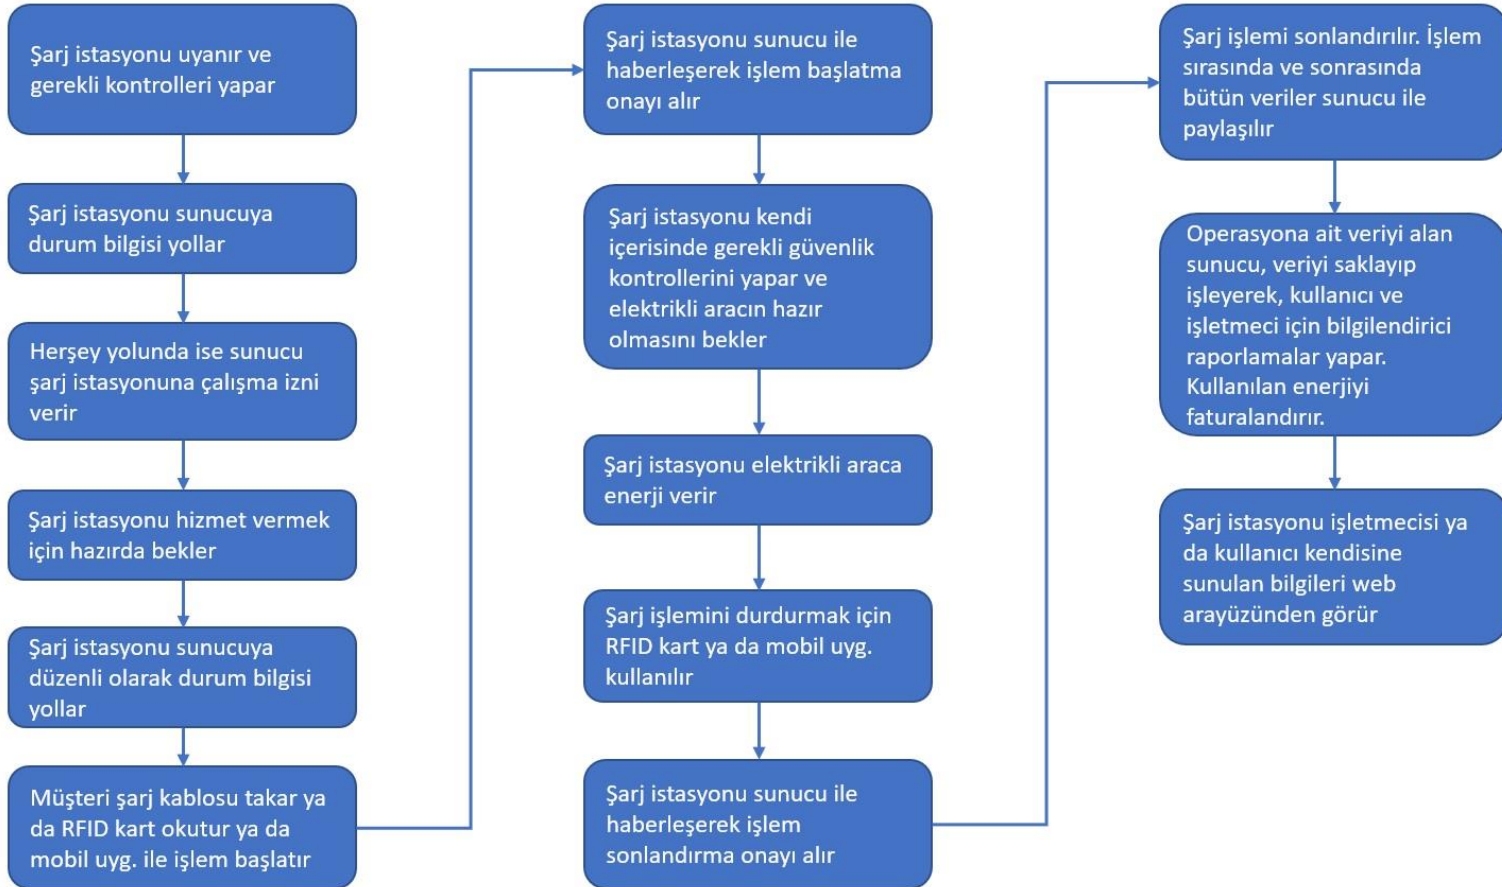 Şarj istasyonu uyanır ve
gerekli kontrolleri yapar
Şarj istasyonu sunucuya
durum bilgisi yollar
Herşey yolunda ise sunucu
şarj istasyonuna çalışma izni
verir
Şarj istasyonu hizmet vermek
için hazırda bekler
Şarj istasyonu sunucuya
düzenli olarak durum bilgisi
yollar
Müşteri şarj kablosu takar ya
da RFID kart okutur ya da
mobil uyg. ile işlem başlatır
Şarj istasyonu sunucu ile
haberleşerek işlem başlatma
onayı alır
Şarj istasyonu kendi
içerisinde gerekli güvenlik
kontrollerini yapar ve
elektrikli aracın hazır
olmasını bekler
Şarj istasyonu elektrikli araca
enerji verir
Şarj işlemini durdurmak için
RFID kart ya da mobil uyg.
kullanılır
Şarj istasyonu sunucu ile
haberleşerek işlem
sonlandırma onayı alır
Şarj işlemi sonlandırılır. İşlem
sırasında ve sonrasında
bütün veriler sunucu ile
paylaşılır
Operasyona ait veriyi alan
sunucu, veriyi saklayıp
işleyerek, kullanıcı ve
işletmeci için bilgilendirici
raporlamalar yapar.
Kullanılan enerjiyi
faturalandırır.
Şarj istasyonu işletmecisi ya
da kullanıcı kendisine
sunulan bilgileri web
arayüzünden görür